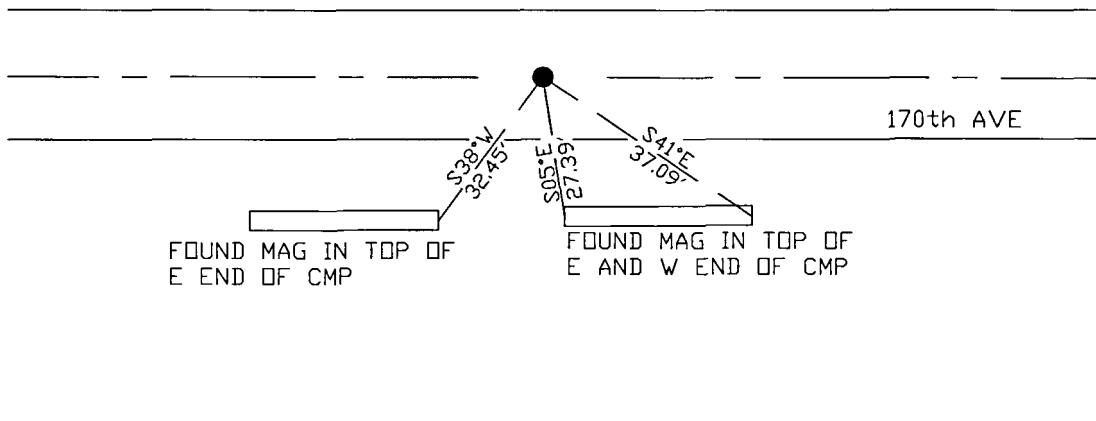 170th AVE
S38°W
32.45'
S05°E
27.39'
S41°E
37.09'
FOUND MAG IN TOP OF
E END OF CMP
FOUND MAG IN TOP OF
E AND W END OF CMP